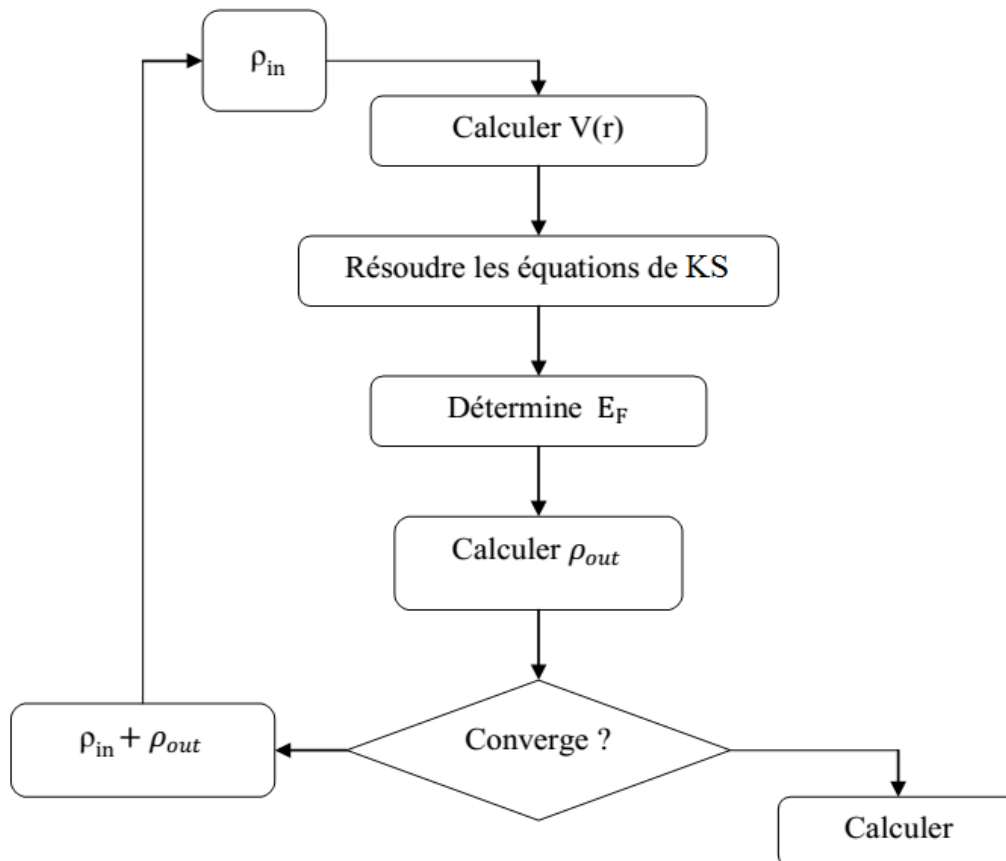 ρin
Calculer V(r)
Résoudre les équations de KS
Détermine EF
Calculer ρout
Converge ?
ρin + ρout
Calculer